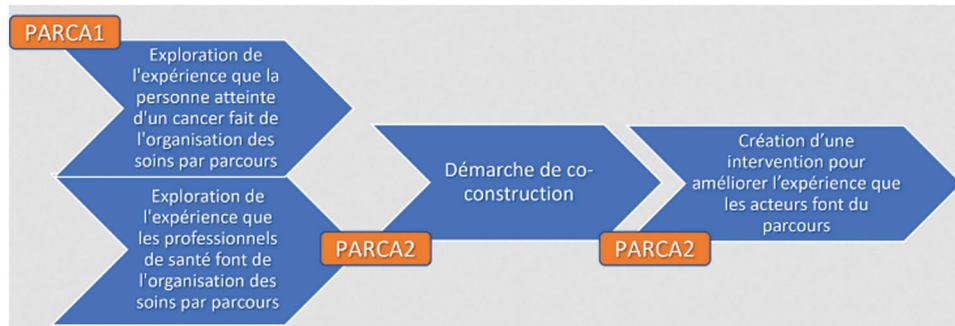 PARCA1
Exploration de
l'expérience que la
personne atteinte
d'un cancer fait de
l'organisation des
soins par parcours
Exploration de
l'expérience que
les professionnels
de santé font de
l'organisation des
soins par parcours
PARCA2
Démarche de co-
construction
PARCA2
Création d’une
intervention pour
améliorer l’expérience que
les acteurs font du
parcours